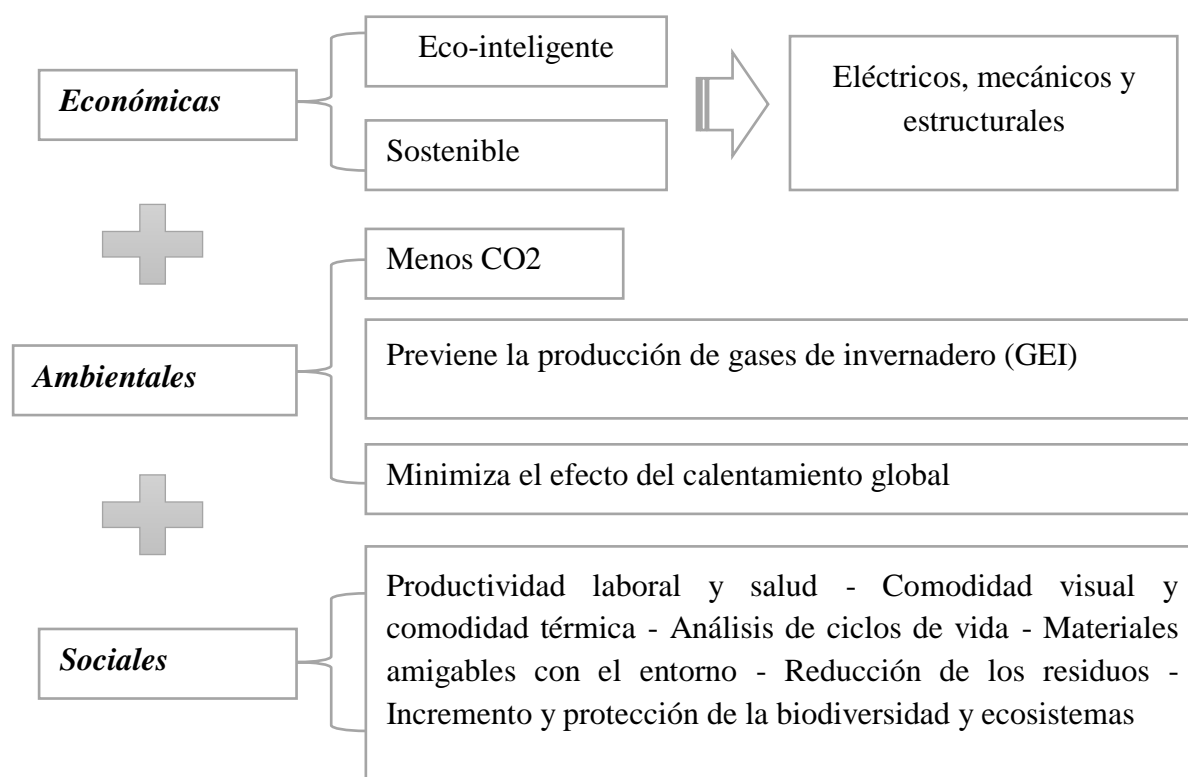 Económicas
Eco-inteligente
Sostenible
Eléctricos, mecánicos y
estructurales
Ambientales
Menos CO2
Previene la producción de gases de invernadero (GEI)
Minimiza el efecto del calentamiento global
Sociales
Productividad laboral y salud - Comodidad visual y
comodidad térmica - Análisis de ciclos de vida - Materiales
amigables con el entorno - Reducción de los residuos -
Incremento y protección de la biodiversidad y ecosistemas